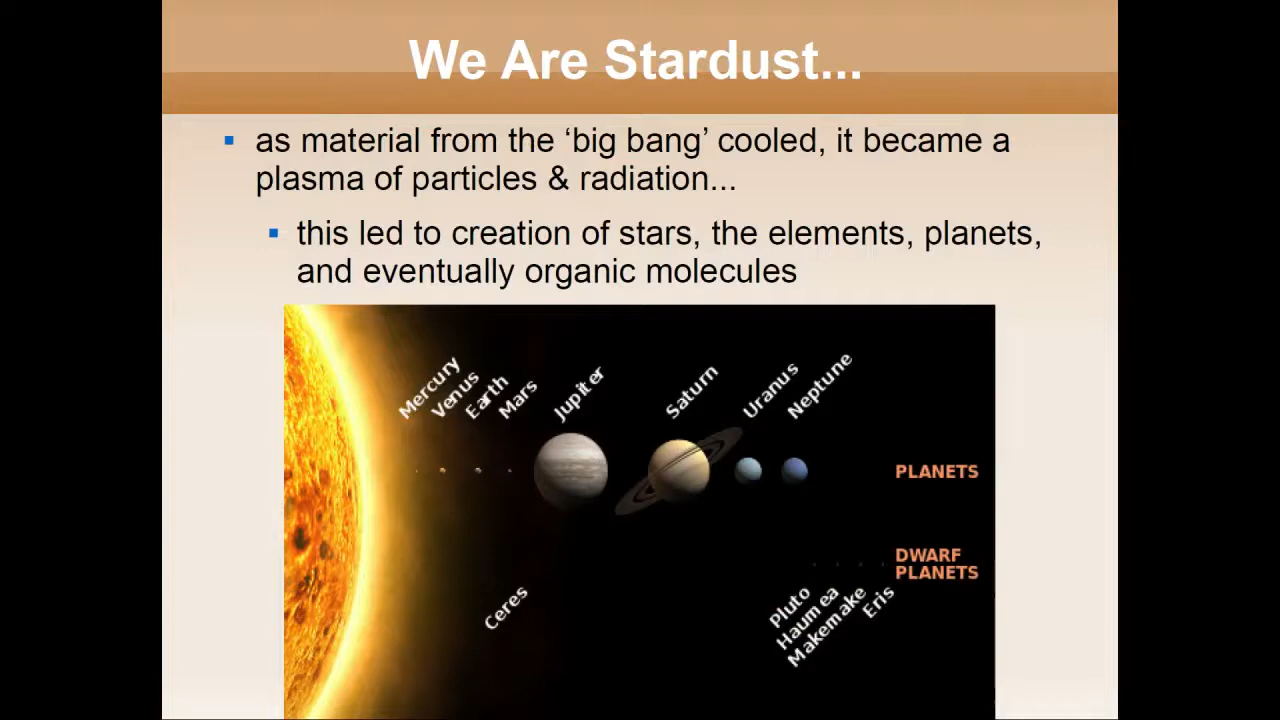 We Are Stardust...
as material from the ‘big bang’ cooled, it became a
plasma of particles & radiation...
this led to creation of stars, the elements, planets,
and eventually organic molecules
Mercury
Venus
Earth
Mars
Jupiter
Saturn
Uranus
Neptune
PLANETS
DWARF
PLANETS
Ceres
Pluto
Haumea
Makemake
Eris